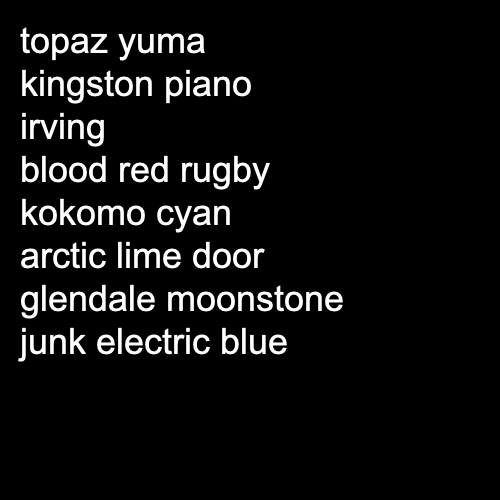 topaz yuma
kingston piano
irving
blood red rugby
kokomo cyan
arctic lime door
glendale moonstone
junk electric blue